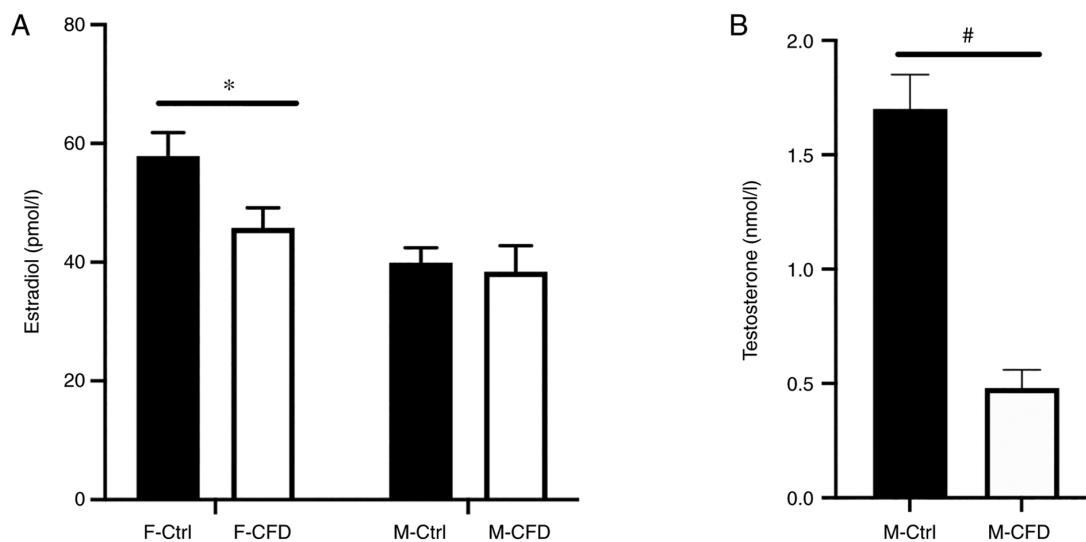 A
Estradiol (pmol/l)
80
60
40
20
0
*
F-Ctrl
F-CFD
M-Ctrl
M-CFD
B
Testosterone (nmol/l)
2.0
1.5
1.0
0.5
0.0
#
M-Ctrl
M-CFD